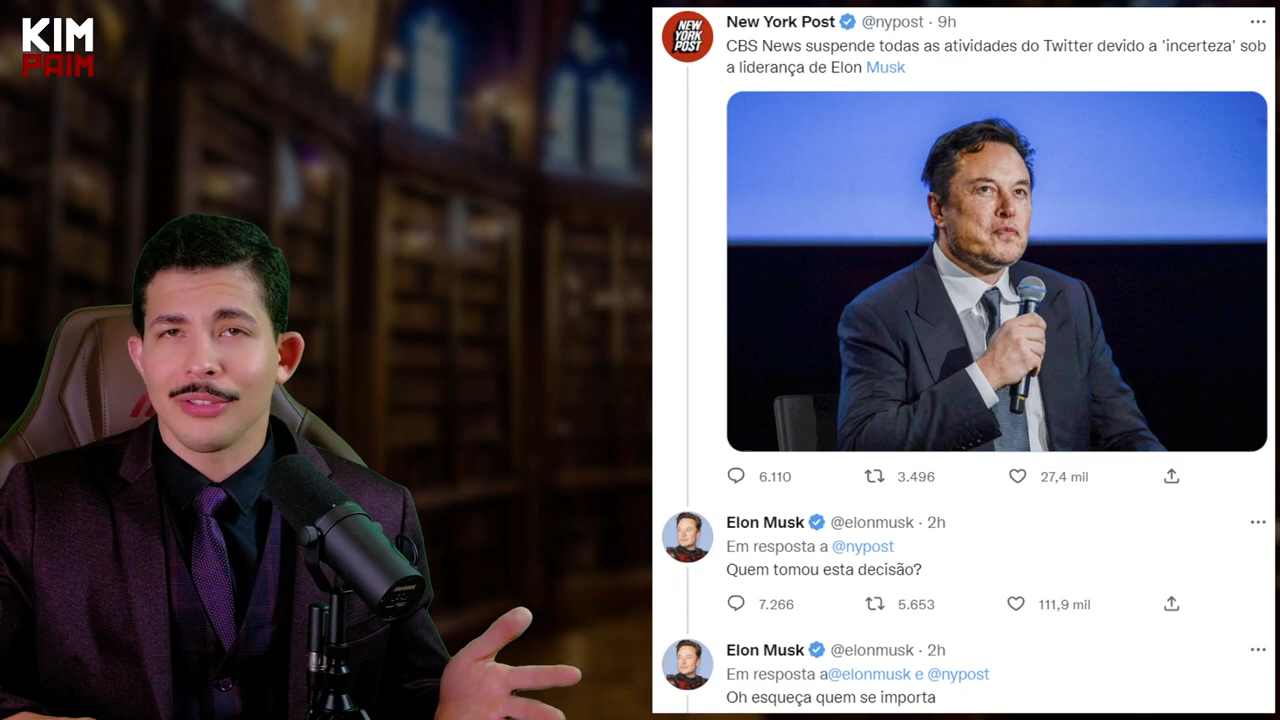 KIM
PAIM
New York Post @nypost · 9h
NEW
YORK
POST
CBS News suspende todas as atividades do Twitter devido a 'incerteza' sob
a liderança de Elon Musk
6.110 3.496 27,4 mil
Elon Musk @elonmusk · 2h
Em resposta a @nypost
Quem tomou esta decisão?
7.266 5.653 111,9 mil
Elon Musk @elonmusk · 2h
Em resposta a@elonmusk e @nypost
Oh esqueça quem se importa